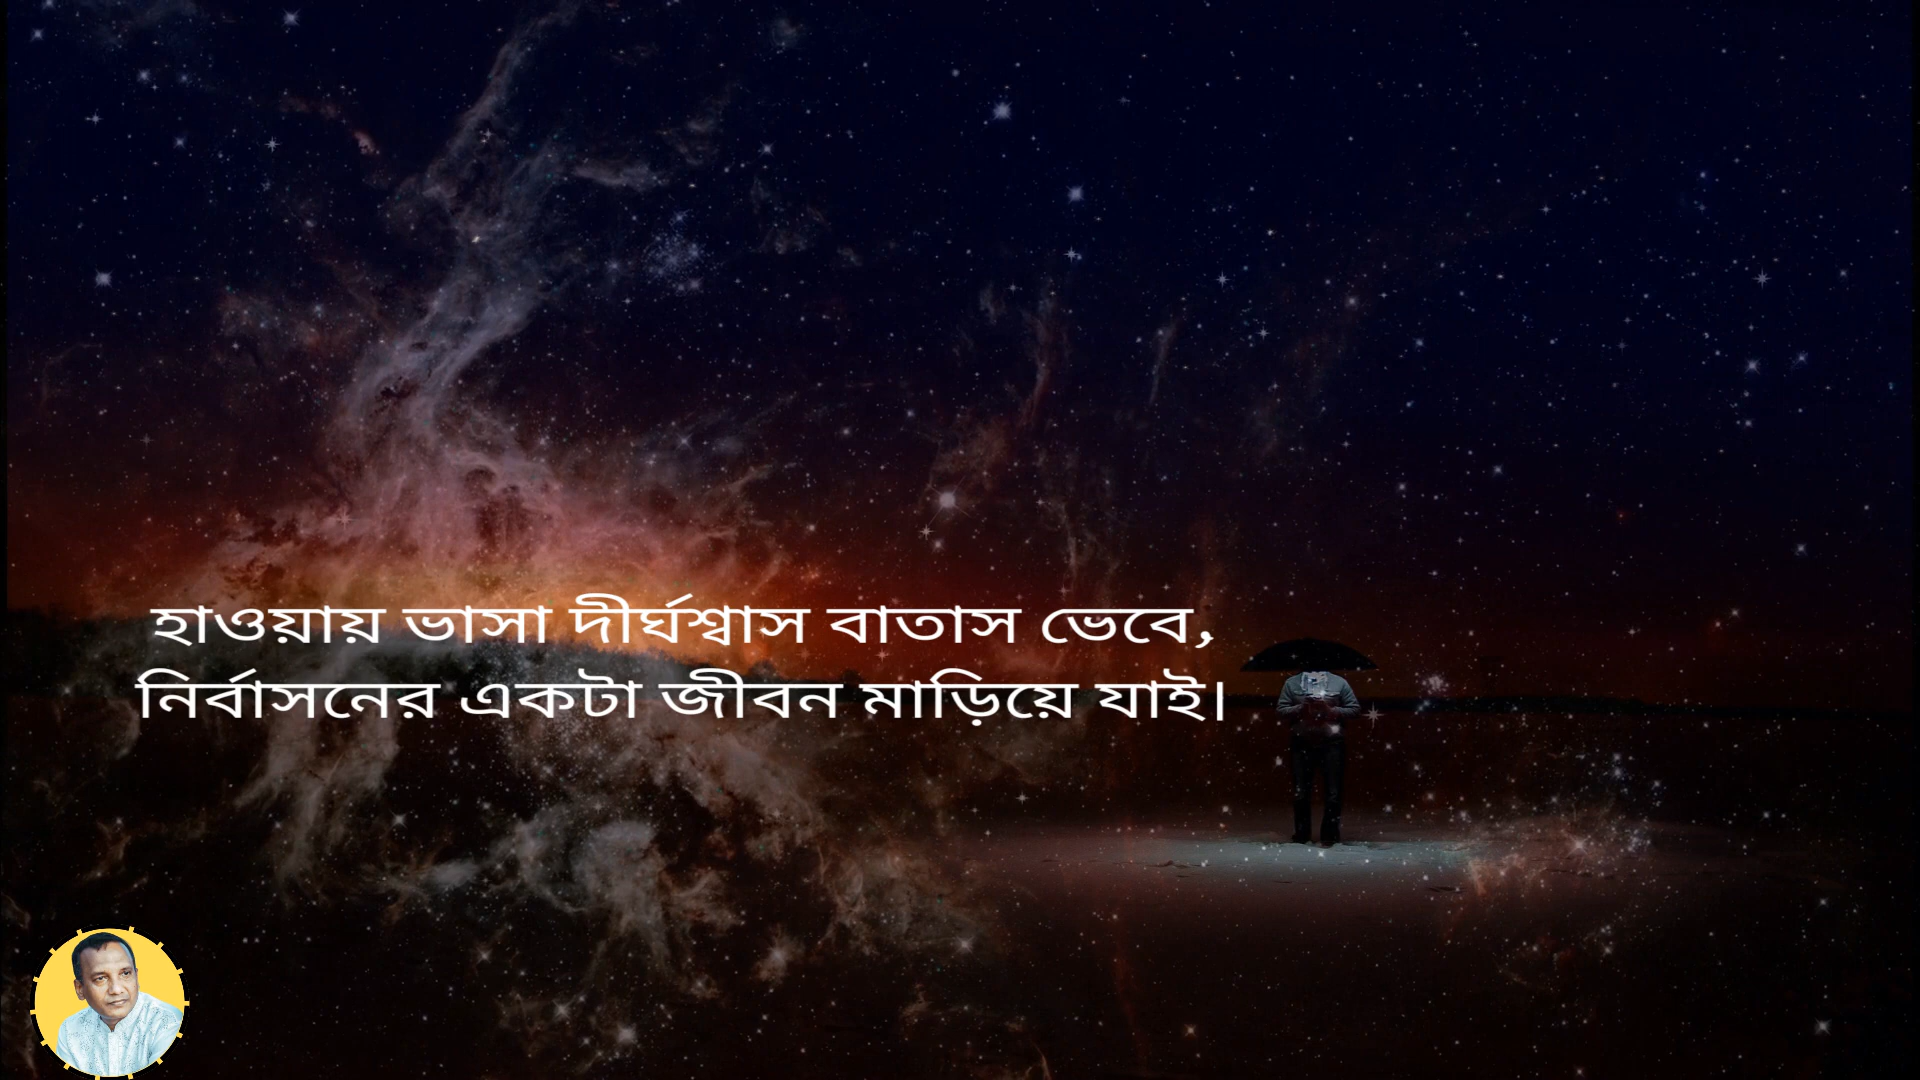 হাওয়ায় ভাসা দীর্ঘশ্বাস বাতাস ভেবে,
নির্বাসনের একটা জীবন মাড়িয়ে যাই।